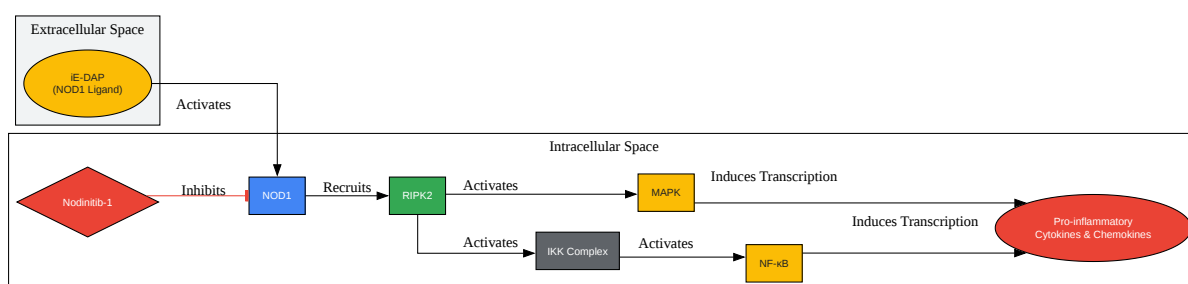 Extracellular Space
iE-DAP
(NOD1 Ligand)
Activates
Intracellular Space
Nodinitib-1
Inhibits
NOD1
Recruits
RIPK2
Activates
MAPK
Induces Transcription
Activates
IKK Complex
Activates
NF-κB
Induces Transcription
Pro-inflammatory
Cytokines & Chemokines